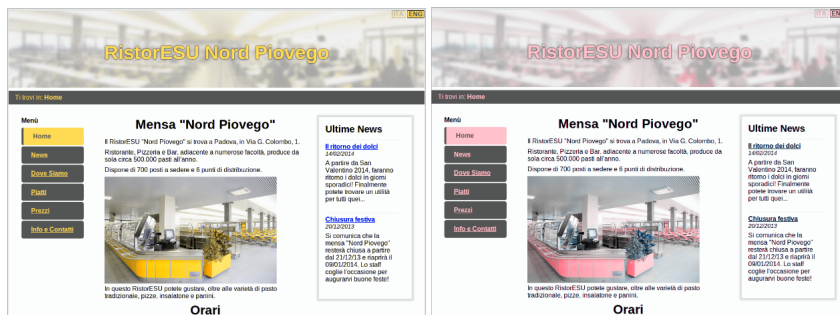 ITA ENG
RistorESU Nord Piovego
Ti trovi in: Home
Menù
Home
News
Dove Siamo
Piatti
Prezzi
Info e Contatti
Mensa "Nord Piovego"
Il RistorESU "Nord Piovego" si trova a Padova, in Via G. Colombo, 1.
Ristorante, Pizzeria e Bar, adiacente a numerose facoltà, produce da
sola circa 500.000 pasti all'anno.
Dispone di 700 posti a sedere e 6 punti di distribuzione.
In questo RistorESU potete gustare, oltre alle varietà di pasto
tradizionale, pizze, insalatone e panini.
Orari
Ultime News
Il ritorno dei dolci
14/02/2014
A partire da San
Valentino 2014, faranno
ritorno i dolci in giorni
sporadici! Finalmente
potete trovare un utilità
per tutti quei...
Chiusura festiva
20/12/2013
Si comunica che la
mensa "Nord Piovego"
resterà chiusa a partire
dal 21/12/13 e riaprirà il
09/01/2014. Lo staff
coglie l'occasione per
augurarvi buone feste!
ITA EN
RistorESU Nord Piovego
Ti trovi in: Home
Menù
Home
News
Dove Siamo
Piatti
Prezzi
Info e Contatti
Mensa "Nord Piovego"
Il RistorESU "Nord Piovego" si trova a Padova, in Via G. Colombo, 1.
Ristorante, Pizzeria e Bar, adiacente a numerose facoltà, produce da
sola circa 500.000 pasti all'anno.
Dispone di 700 posti a sedere e 6 punti di distribuzione.
In questo RistorESU potete gustare, oltre alle varietà di pasto
tradizionale, pizze, insalatone e panini.
Orari
Ultime News
Il ritorno dei dolci
14/02/2014
A partire da San
Valentino 2014, faranno
ritorno i dolci in giorni
sporadici! Finalmente
potete trovare un utilità
per tutti quei...
Chiusura festiva
20/12/2013
Si comunica che la
mensa "Nord Piovego"
resterà chiusa a partire
dal 21/12/13 e riaprirà il
09/01/2014. Lo staff
coglie l'occasione per
augurarvi buone feste!